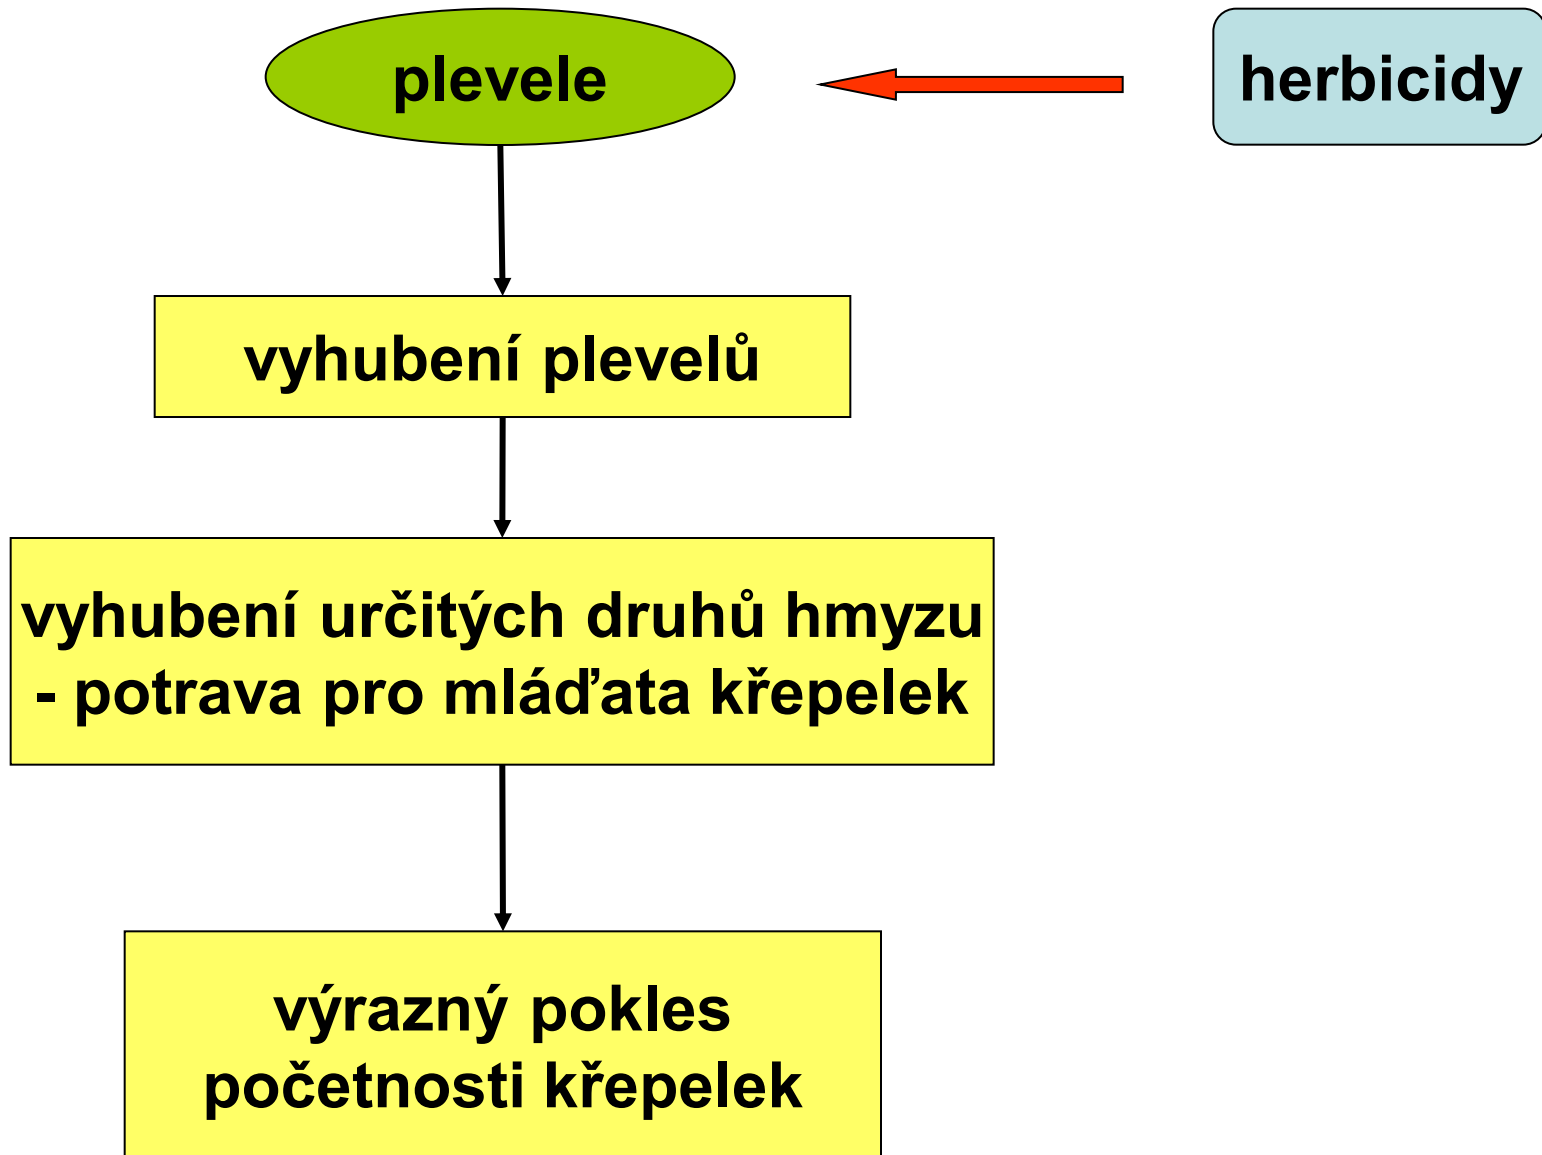 plevele
herbicidy
vyhubení plevelů
vyhubení určitých druhů hmyzu
- potrava pro mláďata křepelek
výrazný pokles
početnosti křepelek